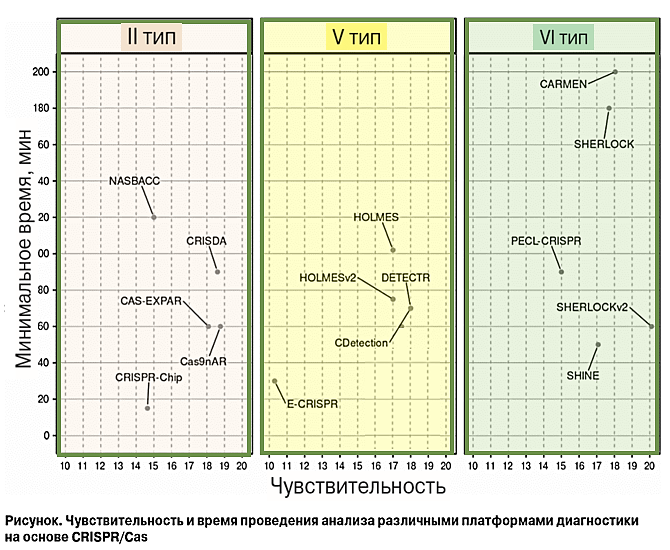 II тип V тип VI тип
Минимальное время, мин
200
180
60
40
20
00
80
60
40
20
0
NASBACC
CRISDA
CAS-EXPAR
Cas9nAR
CRISPR-Chip
HOLMES
HOLMESv2 DETECTR
CDetection
E-CRISPR
CARMEN
SHERLOCK
PECL-CRISPR
SHERLOCKv2
SHINE
10 11 12 13 14 15 16 17 18 19 20
10 11 12 13 14 15 16 17 18 19 20
10 11 12 13 14 15 16 17 18 19 20
Чувствительность
Рисунок. Чувствительность и время проведения анализа различными платформами диагностики
на основе CRISPR/Cas